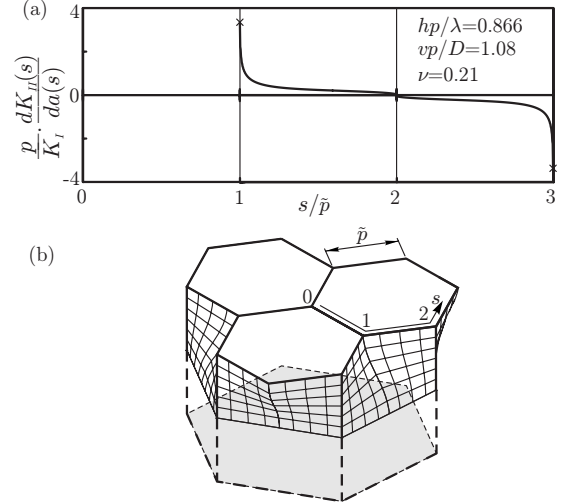 (a)
4
0
-4
p/K_I · dK_II(s)/da(s)
hp/λ=0.866
vp/D=1.08
ν=0.21
0 1 2 3
s/p̃
(b)
p̃
0
1
2
s